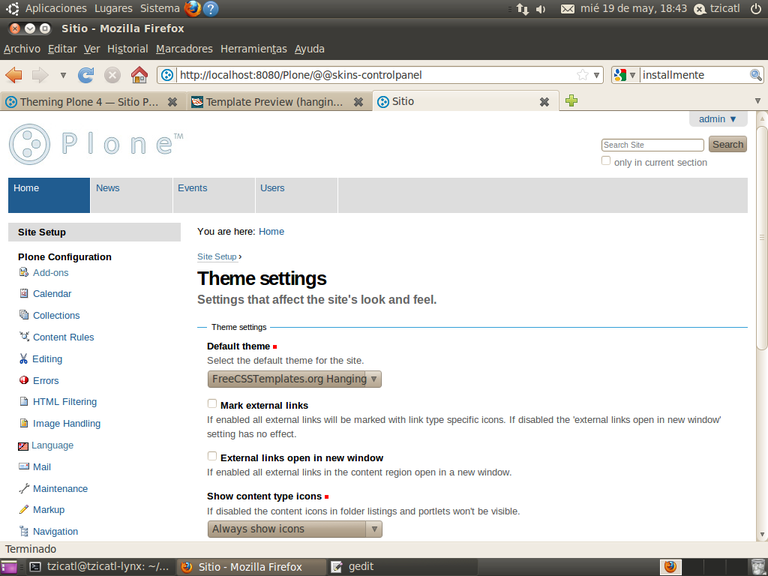 Aplicaciones Lugares Sistema mié 19 de may, 18:43 tzicatl
Sitio - Mozilla Firefox
Archivo Editar Ver Historial Marcadores Herramientas Ayuda
http://localhost:8080/Plone/@@skins-controlpanel installmente
Theming Plone 4 — Sitio P... Template Preview (hangin... Sitio
admin ▼
Plone™
Search Site Search
only in current section
Home News Events Users
Site Setup
Plone Configuration
Add-ons
Calendar
Collections
Content Rules
Editing
Errors
HTML Filtering
Image Handling
Language
Mail
Maintenance
Markup
Navigation
You are here: Home
Site Setup ›
Theme settings
Settings that affect the site's look and feel.
Theme settings
Default theme
Select the default theme for the site.
FreeCSSTemplates.org Hanging
Mark external links
If enabled all external links will be marked with link type specific icons. If disabled the 'external links open in new window'
setting has no effect.
External links open in new window
If enabled all external links in the content region open in a new window.
Show content type icons
If disabled the content icons in folder listings and portlets won't be visible.
Always show icons
Terminado
tzicatl@tzicatl-lynx: ~/... Sitio - Mozilla Firefox gedit